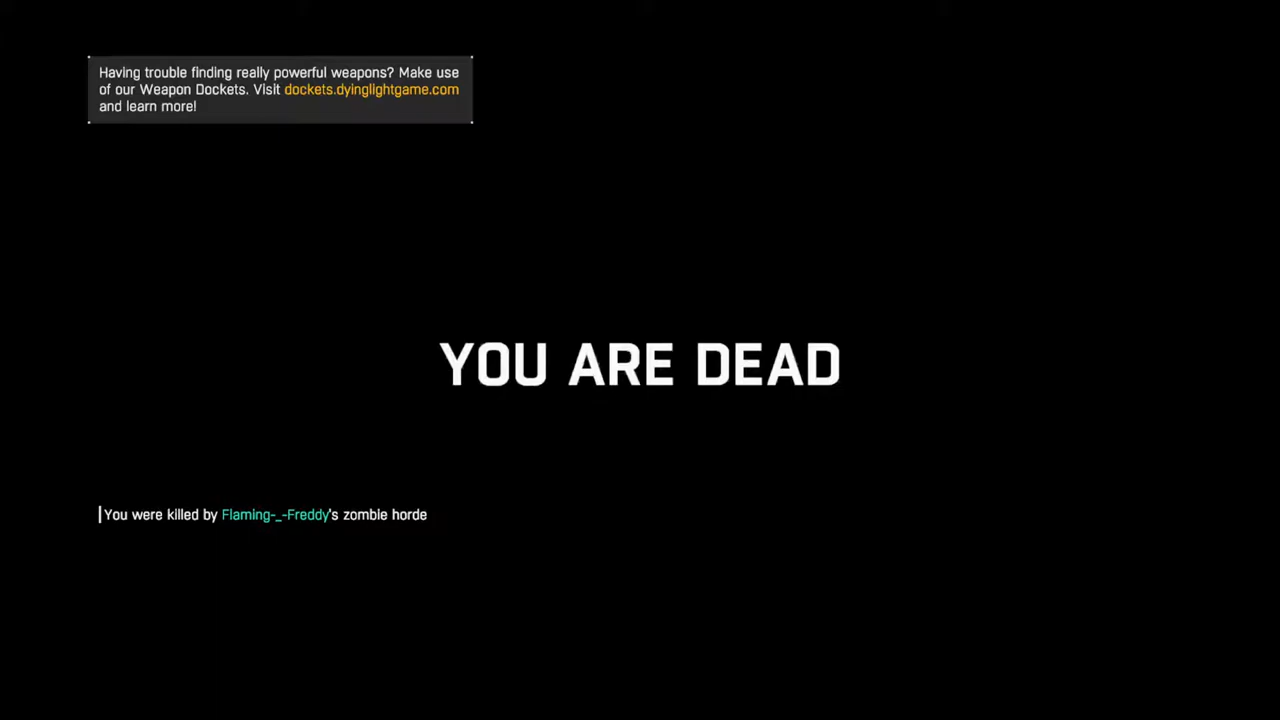 Having trouble finding really powerful weapons? Make use
of our Weapon Dockets. Visit dockets.dyinglightgame.com
and learn more!
YOU ARE DEAD
You were killed by Flaming-_-Freddy's zombie horde